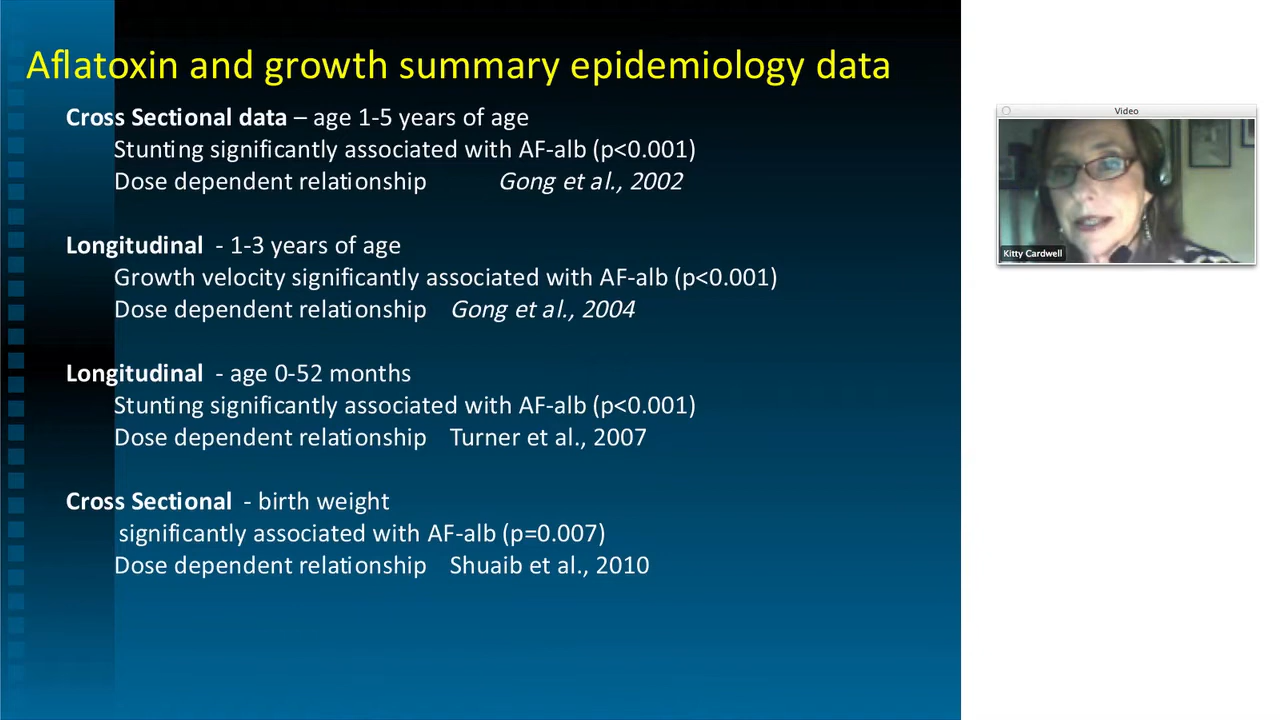 Aflatoxin and growth summary epidemiology data
Cross Sectional data – age 1-5 years of age
Stunting significantly associated with AF-alb (p<0.001)
Dose dependent relationship Gong et al., 2002
Longitudinal - 1-3 years of age
Growth velocity significantly associated with AF-alb (p<0.001)
Dose dependent relationship Gong et al., 2004
Longitudinal - age 0-52 months
Stunting significantly associated with AF-alb (p<0.001)
Dose dependent relationship Turner et al., 2007
Cross Sectional - birth weight
significantly associated with AF-alb (p=0.007)
Dose dependent relationship Shuaib et al., 2010
Video
Kitty Cardwell